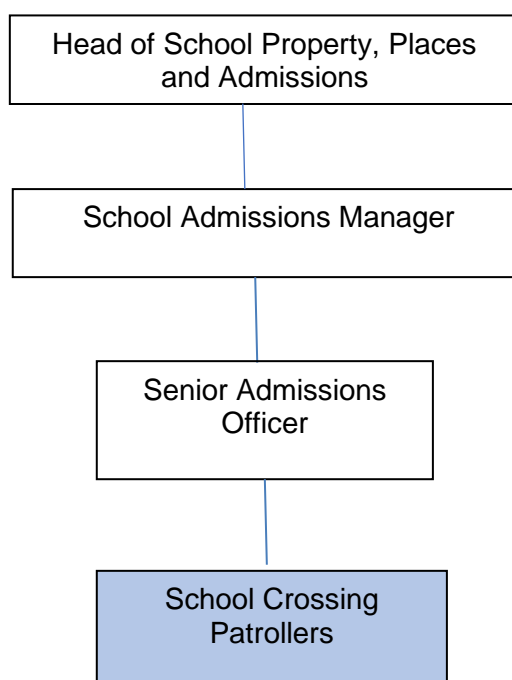 Head of School Property, Places
and Admissions
School Admissions Manager
Senior Admissions
Officer
School Crossing
Patrollers